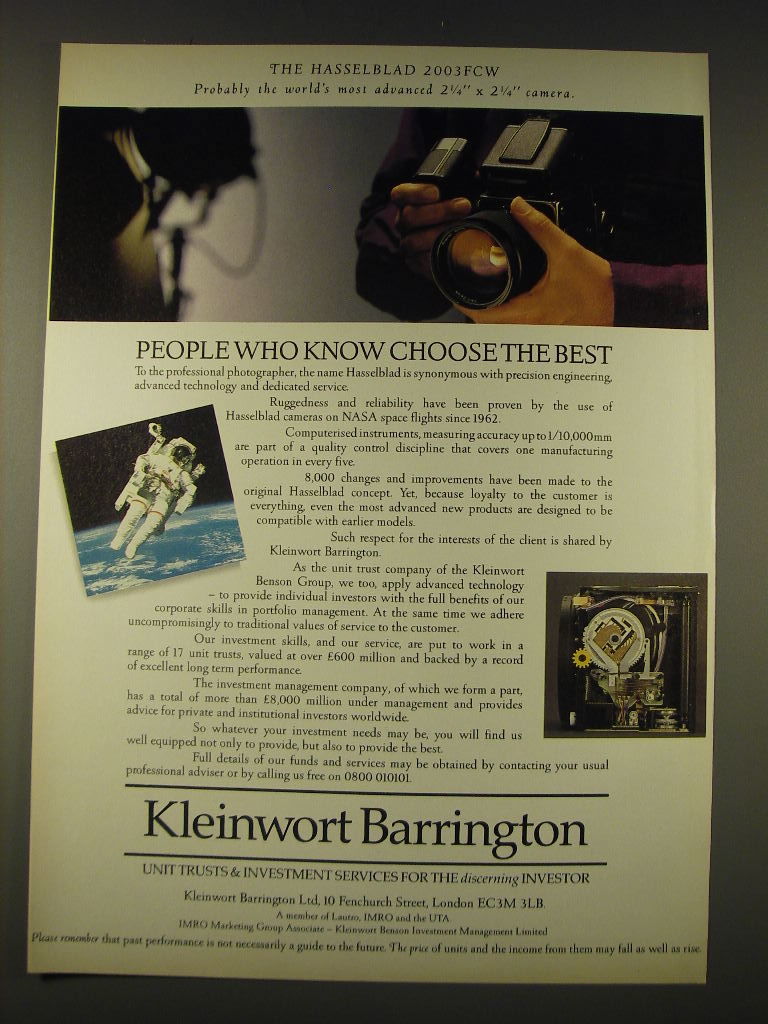 THE HASSELBLAD 2003FCW
Probably the world's most advanced 2¼" x 2¼" camera.
PEOPLE WHO KNOW CHOOSE THE BEST
To the professional photographer, the name Hasselblad is synonymous with precision engineering,
advanced technology and dedicated service.
Ruggedness and reliability have been proven by the use of
Hasselblad cameras on NASA space flights since 1962.
Computerised instruments, measuring accuracy up to 1/10,000mm
are part of a quality control discipline that covers one manufacturing
operation in every five.
8,000 changes and improvements have been made to the
original Hasselblad concept. Yet, because loyalty to the customer is
everything, even the most advanced new products are designed to be
compatible with earlier models.
Such respect for the interests of the client is shared by
Kleinwort Barrington.
As the unit trust company of the Kleinwort
Benson Group, we too, apply advanced technology
– to provide individual investors with the full benefits of our
corporate skills in portfolio management. At the same time we adhere
uncompromisingly to traditional values of service to the customer.
Our investment skills, and our service, are put to work in a
range of 17 unit trusts, valued at over £600 million and backed by a record
of excellent long term performance.
The investment management company, of which we form a part,
has a total of more than £8,000 million under management and provides
advice for private and institutional investors worldwide.
So whatever your investment needs may be, you will find us
well equipped not only to provide, but also to provide the best.
Full details of our funds and services may be obtained by contacting your usual
professional adviser or by calling us free on 0800 010101.
Kleinwort Barrington
UNIT TRUSTS & INVESTMENT SERVICES FOR THE discerning INVESTOR
Kleinwort Barrington Ltd, 10 Fenchurch Street, London EC3M 3LB.
A member of Lautro, IMRO and the UTA
IMRO Marketing Group Associate – Kleinwort Benson Investment Management Limited
Please remember that past performance is not necessarily a guide to the future. The price of units and the income from them may fall as well as rise.